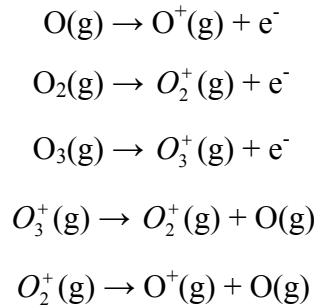 O(g) → O⁺(g) + e⁻
O₂(g) → O₂⁺(g) + e⁻
O₃(g) → O₃⁺(g) + e⁻
O₃⁺(g) → O₂⁺(g) + O(g)
O₂⁺(g) → O⁺(g) + O(g)